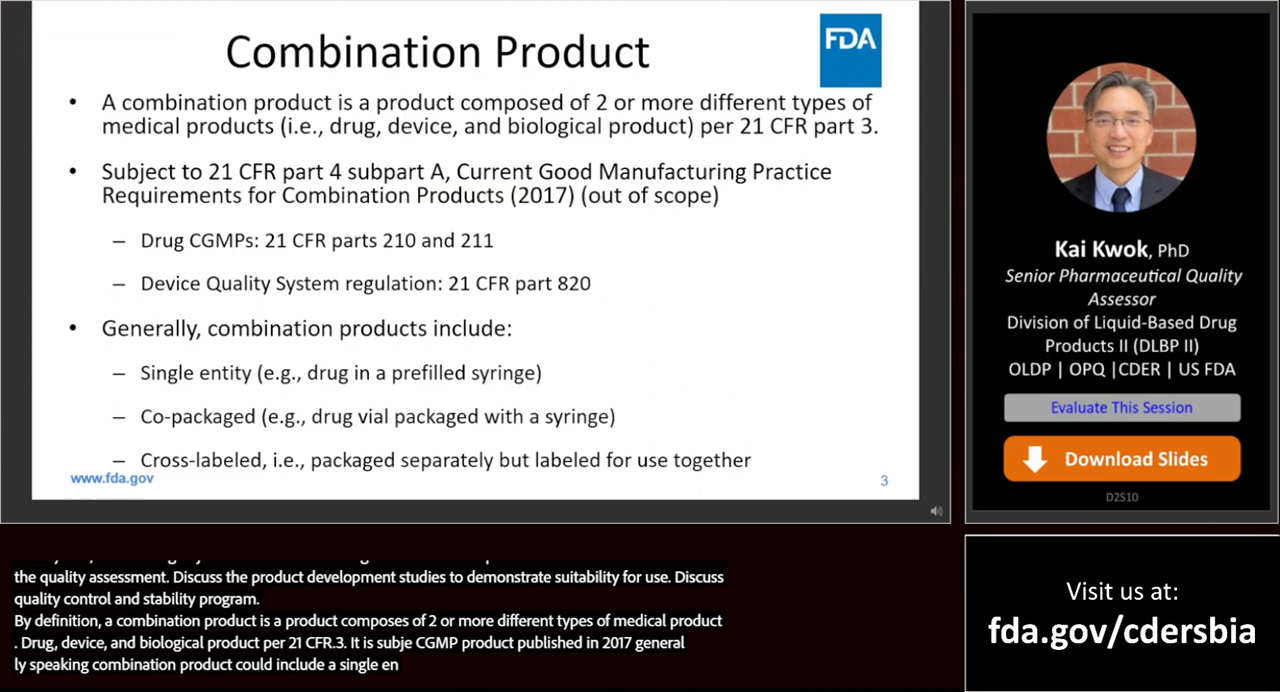 Combination Product
FDA
• A combination product is a product composed of 2 or more different types of
medical products (i.e., drug, device, and biological product) per 21 CFR part 3.
• Subject to 21 CFR part 4 subpart A, Current Good Manufacturing Practice
Requirements for Combination Products (2017) (out of scope)
– Drug CGMPs: 21 CFR parts 210 and 211
– Device Quality System regulation: 21 CFR part 820
• Generally, combination products include:
– Single entity (e.g., drug in a prefilled syringe)
– Co-packaged (e.g., drug vial packaged with a syringe)
– Cross-labeled, i.e., packaged separately but labeled for use together
www.fda.gov
3
Kai Kwok, PhD
Senior Pharmaceutical Quality
Assessor
Division of Liquid-Based Drug
Products II (DLBP II)
OLDP | OPQ |CDER | US FDA
Evaluate This Session
Download Slides
D2S10
the quality assessment. Discuss the product development studies to demonstrate suitability for use. Discuss
quality control and stability program.
By definition, a combination product is a product composes of 2 or more different types of medical product
. Drug, device, and biological product per 21 CFR.3. It is subje CGMP product published in 2017 general
ly speaking combination product could include a single en
Visit us at:
fda.gov/cdersbia